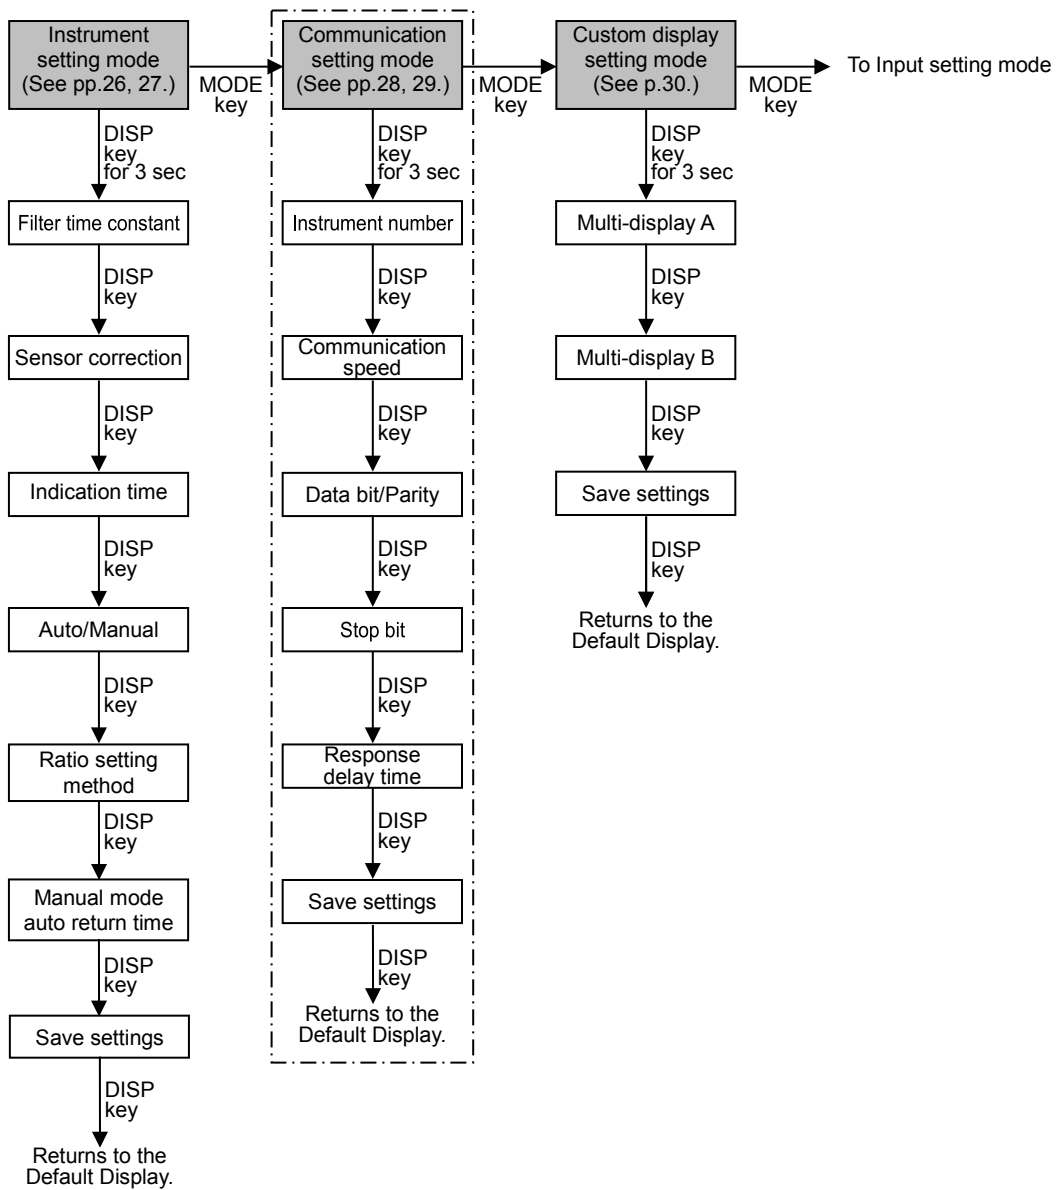 Instrument
setting mode
(See pp.26, 27.)
MODE
key
Communication
setting mode
(See pp.28, 29.)
MODE
key
Custom display
setting mode
(See p.30.)
MODE
key
To Input setting mode
DISP
key
for 3 sec
Filter time constant
DISP
key
Sensor correction
DISP
key
Indication time
DISP
key
Auto/Manual
DISP
key
Ratio setting
method
DISP
key
Manual mode
auto return time
DISP
key
Save settings
DISP
key
Returns to the
Default Display.
DISP
key
for 3 sec
Instrument number
DISP
key
Communication
speed
DISP
key
Data bit/Parity
DISP
key
Stop bit
DISP
key
Response
delay time
DISP
key
Save settings
DISP
key
Returns to the
Default Display.
DISP
key
for 3 sec
Multi-display A
DISP
key
Multi-display B
DISP
key
Save settings
DISP
key
Returns to the
Default Display.